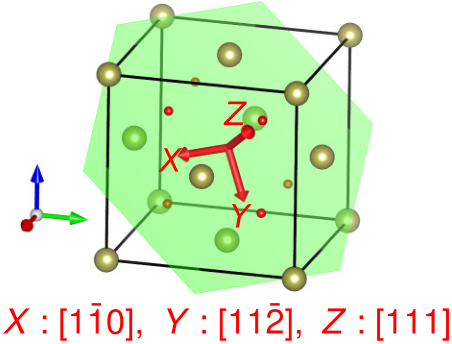 Z
X
Y
X : [11̄0], Y : [112̄], Z : [111]